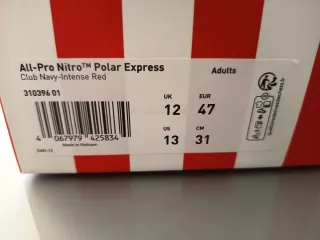 All-Pro Nitro™ Polar Express
Club Navy-Intense Red
Adults
310396 01
UK EUR
12 47
US CM
13 31
4 067979 425834
Made in Vietnam